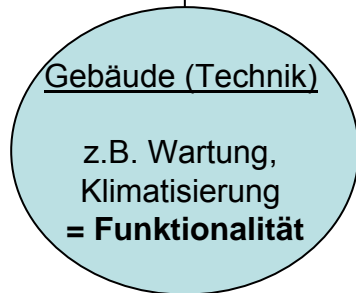 Gebäude (Technik)
z.B. Wartung,
Klimatisierung
= Funktionalität